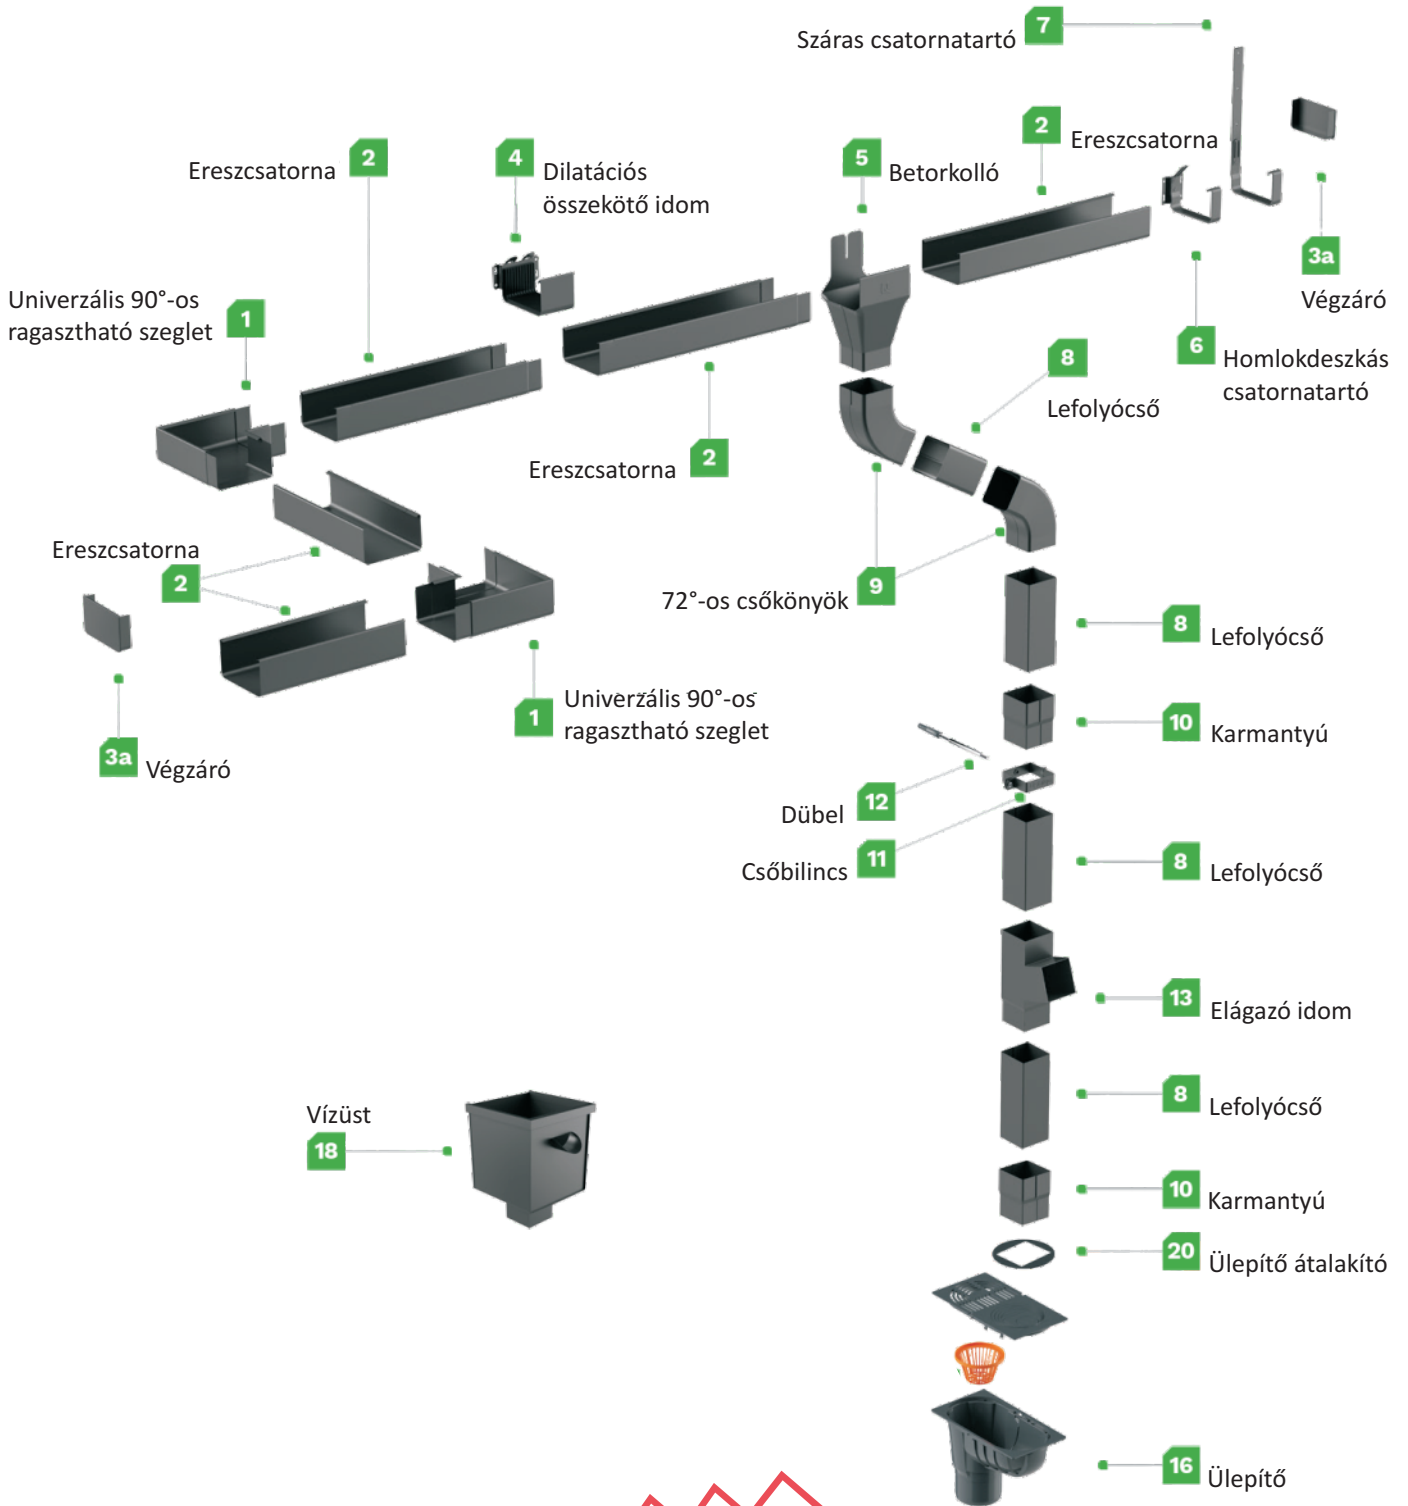 7
Száras csatornatartó
2
Ereszcsatorna
2
Ereszcsatorna
4
Dilatációs
összekötő idom
5
Betorkolló
3a
Végzáró
Univerzális 90°-os
ragasztható szeglet
1
6
Homlokdeszkás
csatornatartó
8
Lefolyócső
Ereszcsatorna
2
Ereszcsatorna
2
72°-os csőkönyök
9
8
Lefolyócső
1
Univerzális 90°-os
ragasztható szeglet
3a
Végzáró
10
Karmantyú
Dübel
12
Csőbilincs
11
8
Lefolyócső
13
Elágazó idom
8
Lefolyócső
Vízüst
18
10
Karmantyú
20
Ülepítő átalakító
16
Ülepítő